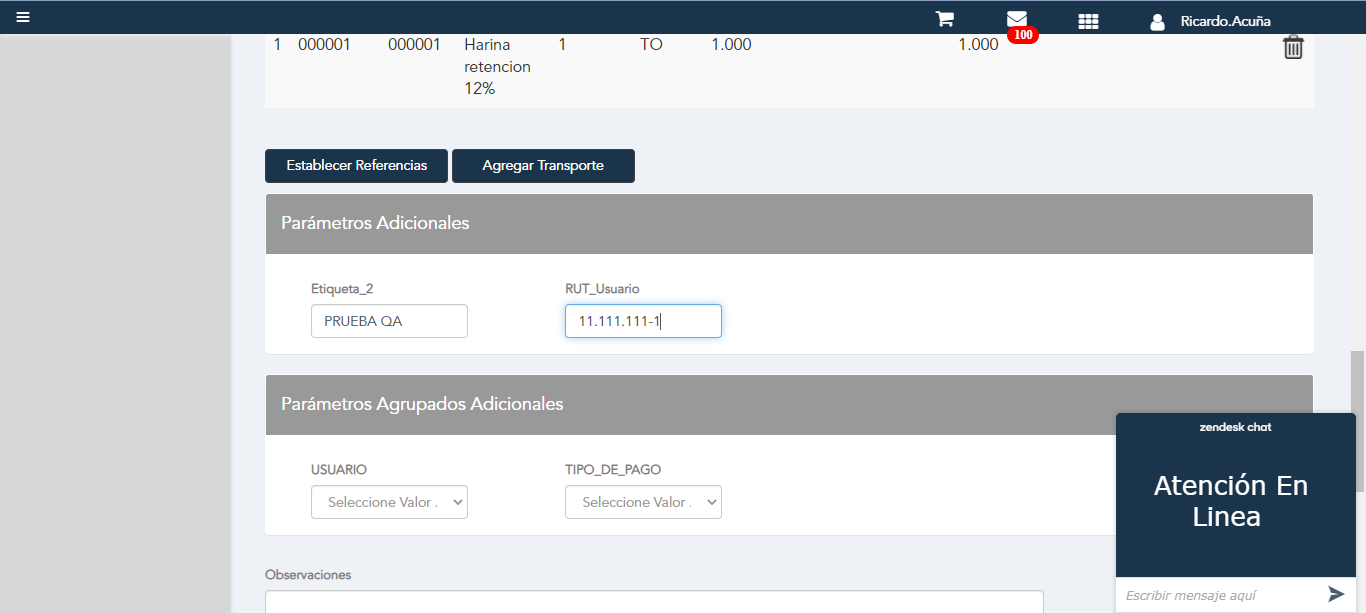 Ricardo.Acuña
100
1 000001 000001 Harina 1 TO 1.000 1.000
retencion
12%
Establecer Referencias Agregar Transporte
Parámetros Adicionales
Etiqueta_2 RUT_Usuario
PRUEBA QA 11.111.111-1
Parámetros Agrupados Adicionales
USUARIO TIPO_DE_PAGO
Seleccione Valor . Seleccione Valor .
Observaciones
zendesk chat
Atención En
Linea
Escribir mensaje aquí